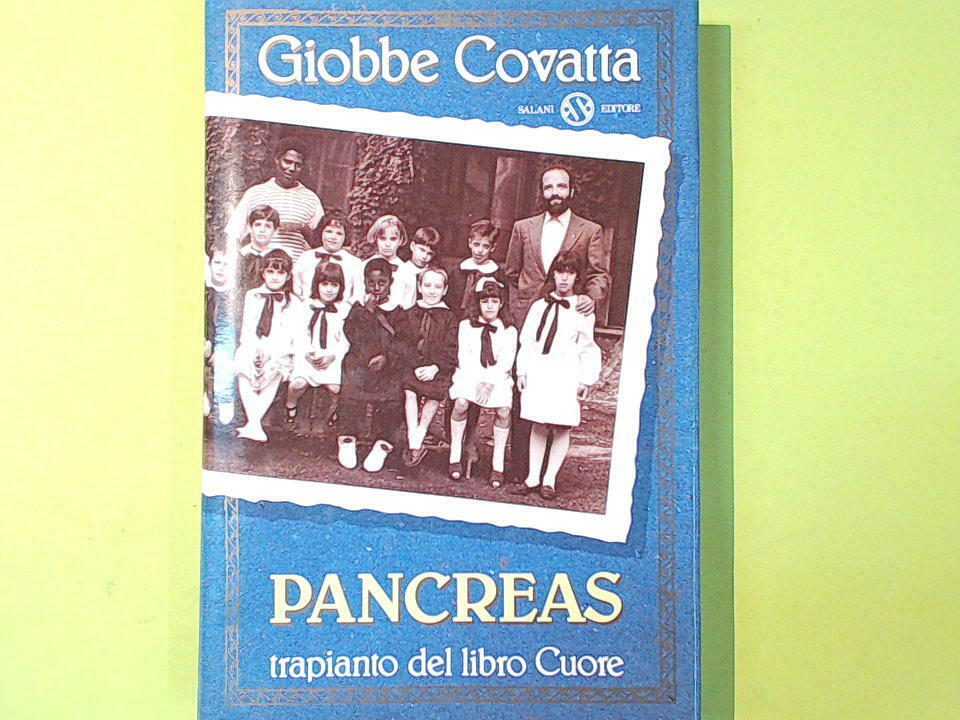 Giobbe Covatta
SALANI EDITORE
PANCREAS
trapianto del libro Cuore